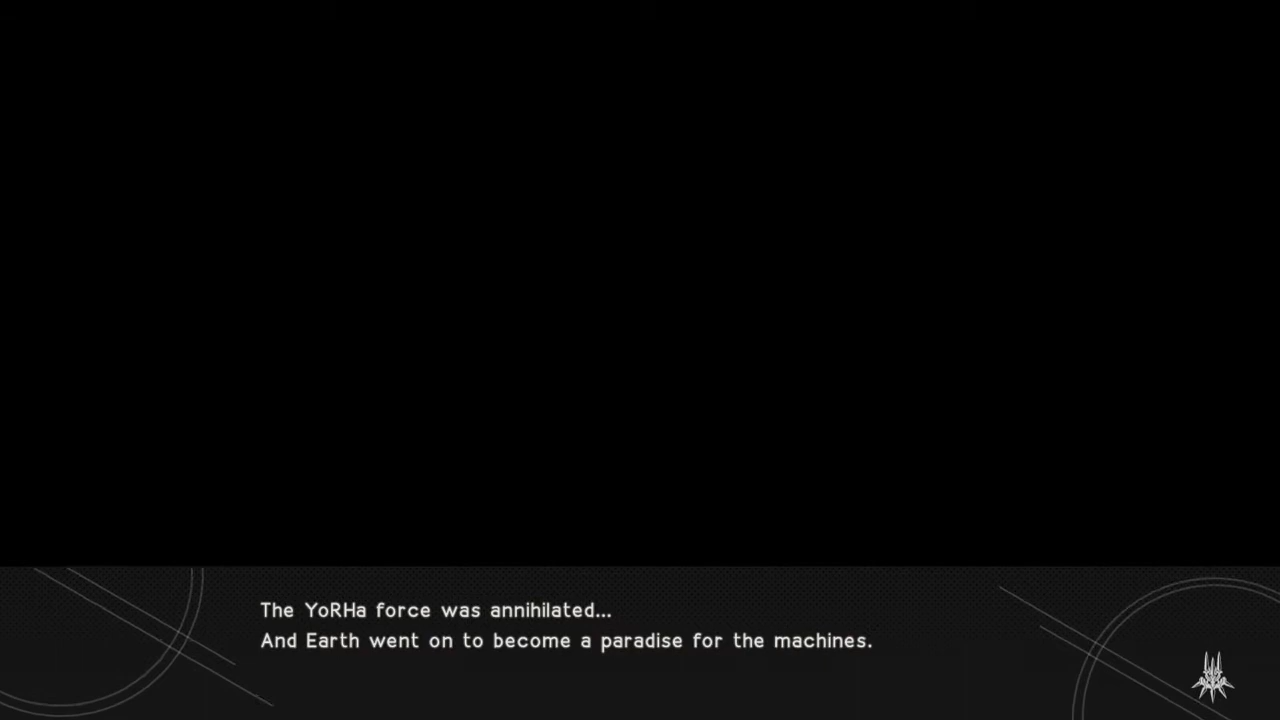 The YoRHa force was annihilated...
And Earth went on to become a paradise for the machines.